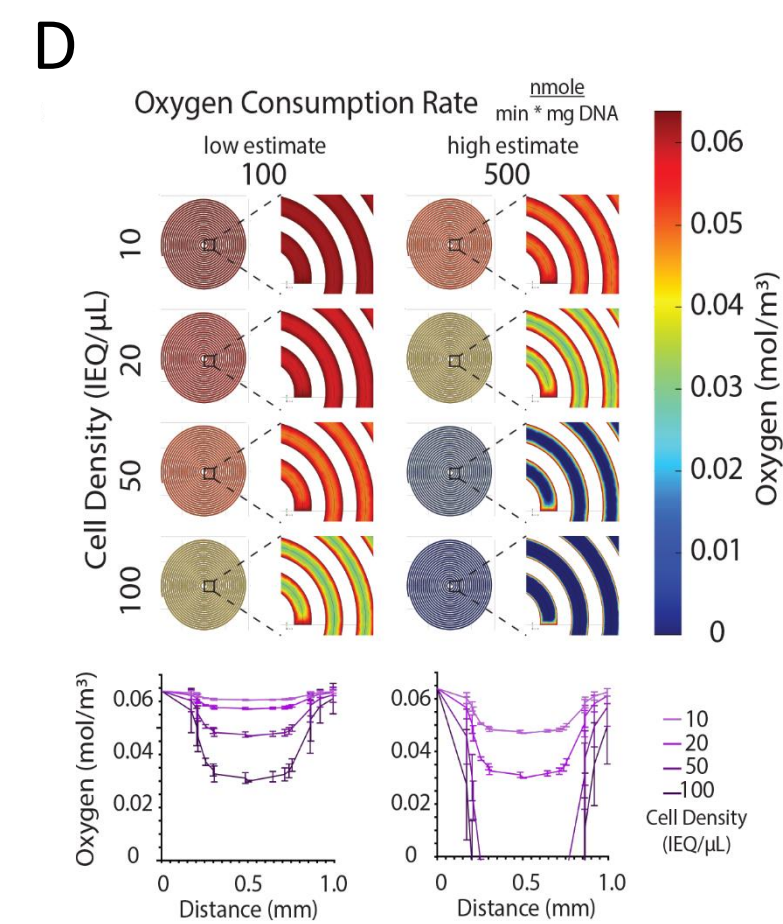 D
Oxygen Consumption Rate
nmole
min * mg DNA
low estimate
100
high estimate
500
Cell Density (IEQ/µL)
10
20
50
100
0.06
0.05
0.04
0.03
0.02
0.01
0
Oxygen (mol/m³)
Oxygen (mol/m³)
0.06
0.04
0.02
0
0
0.5
1.0
Distance (mm)
0.06
0.04
0.02
0
0
0.5
1.0
Distance (mm)
10
20
50
100
Cell Density
(IEQ/µL)